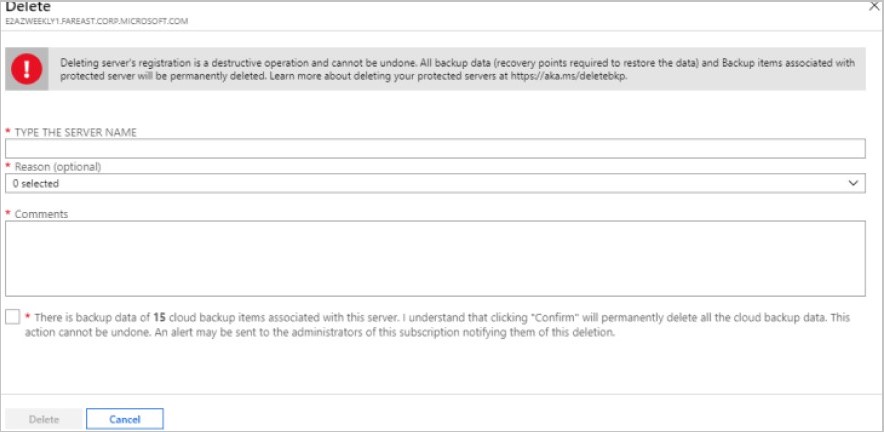 Delete
E2AZWEEKLY1.FAREAST.CORP.MICROSOFT.COM
Deleting server's registration is a destructive operation and cannot be undone. All backup data (recovery points required to restore the data) and Backup items associated with
protected server will be permanently deleted. Learn more about deleting your protected servers at https://aka.ms/deletebkp.
* TYPE THE SERVER NAME
* Reason (optional)
0 selected
* Comments
* There is backup data of 15 cloud backup items associated with this server. I understand that clicking "Confirm" will permanently delete all the cloud backup data. This
action cannot be undone. An alert may be sent to the administrators of this subscription notifying them of this deletion.
Delete
Cancel